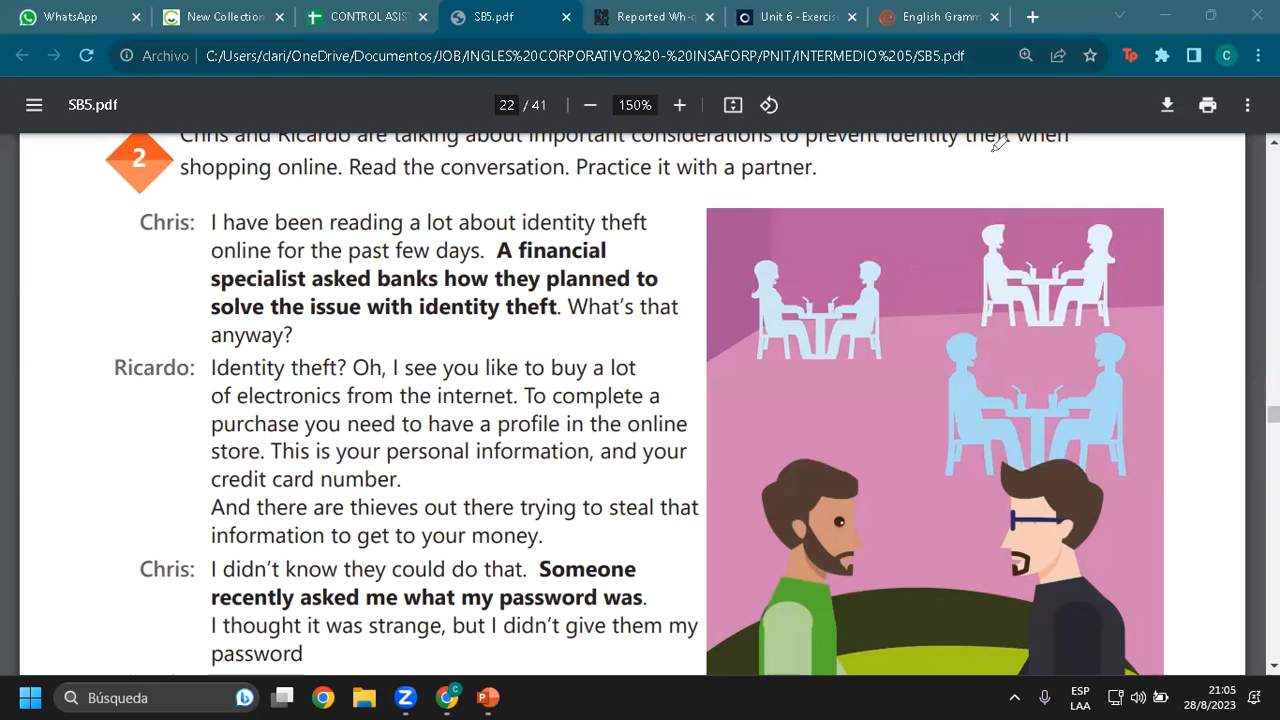 WhatsApp
New Collection
CONTROL ASIS
SB5.pdf
Reported Wh-q
Unit 6 - Exercise
English Gramm
Archivo
C:/Users/clari/OneDrive/Documentos/JOB/INGLES%20CORPORATIVO%20-%20INSAFORP/PNIT/INTERMEDIO%205/SB5.pdf
SB5.pdf
22 / 41
150%
Chris and Ricardo are talking about important considerations to prevent identity theft when
2
shopping online. Read the conversation. Practice it with a partner.
Chris: I have been reading a lot about identity theft
online for the past few days. A financial
specialist asked banks how they planned to
solve the issue with identity theft. What's that
anyway?
Ricardo: Identity theft? Oh, I see you like to buy a lot
of electronics from the internet. To complete a
purchase you need to have a profile in the online
store. This is your personal information, and your
credit card number.
And there are thieves out there trying to steal that
information to get to your money.
Chris: I didn't know they could do that. Someone
recently asked me what my password was.
I thought it was strange, but I didn't give them my
password
Búsqueda
ESP
LAA
21:05
28/8/2023